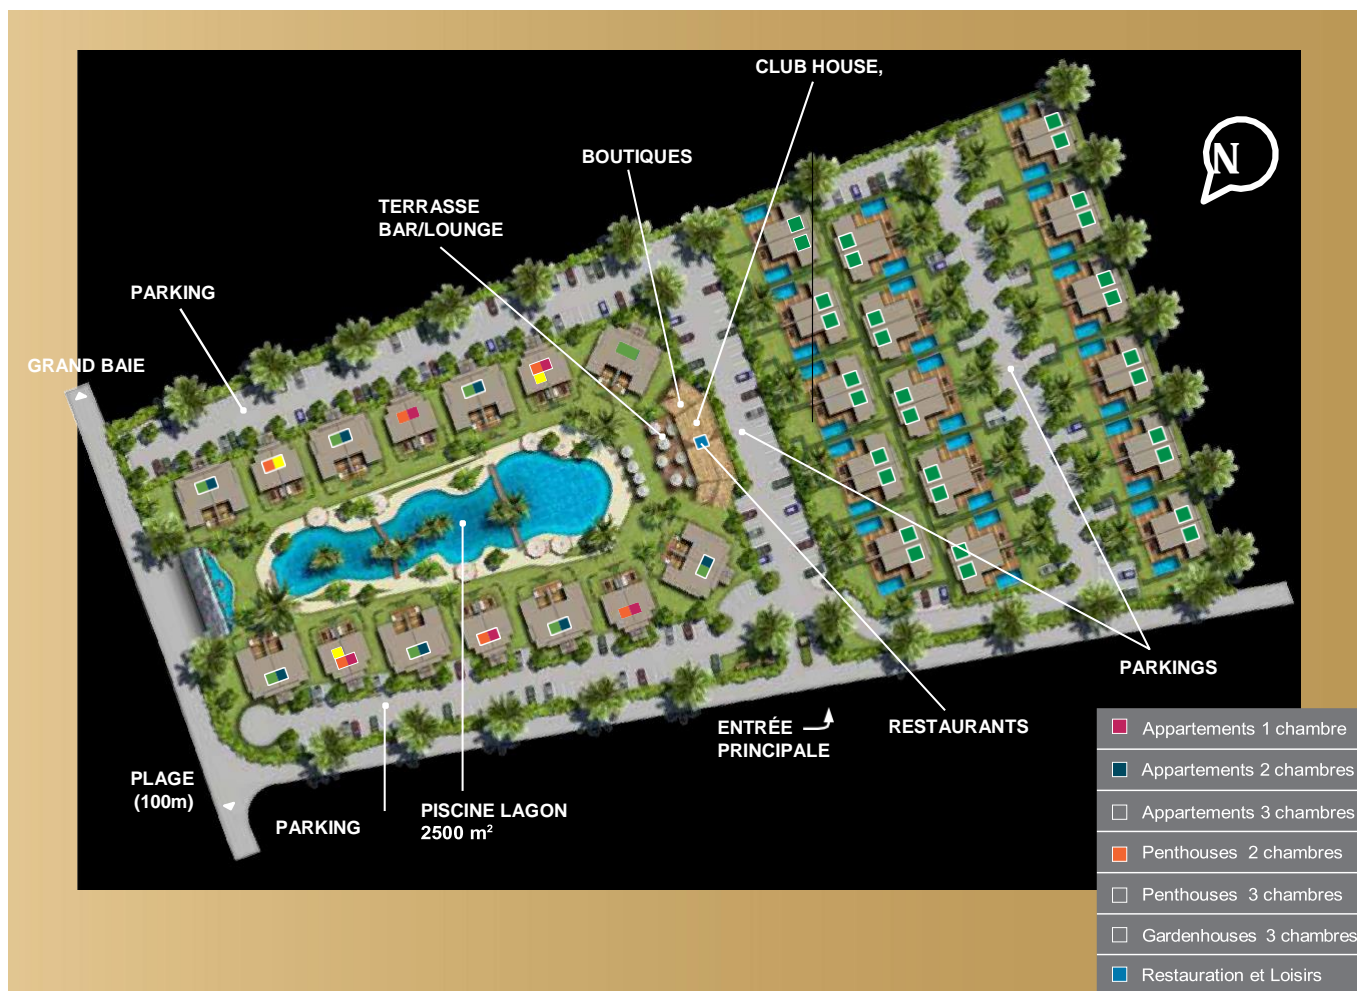 CLUB HOUSE,
BOUTIQUES
N
TERRASSE
BAR/LOUNGE
PARKING
GRAND BAIE
PARKINGS
ENTRÉE
PRINCIPALE
RESTAURANTS
PLAGE
(100m)
PARKING
PISCINE LAGON
2500 m²
Appartements 1 chambre
Appartements 2 chambres
Appartements 3 chambres
Penthouses 2 chambres
Penthouses 3 chambres
Gardenhouses 3 chambres
Restauration et Loisirs